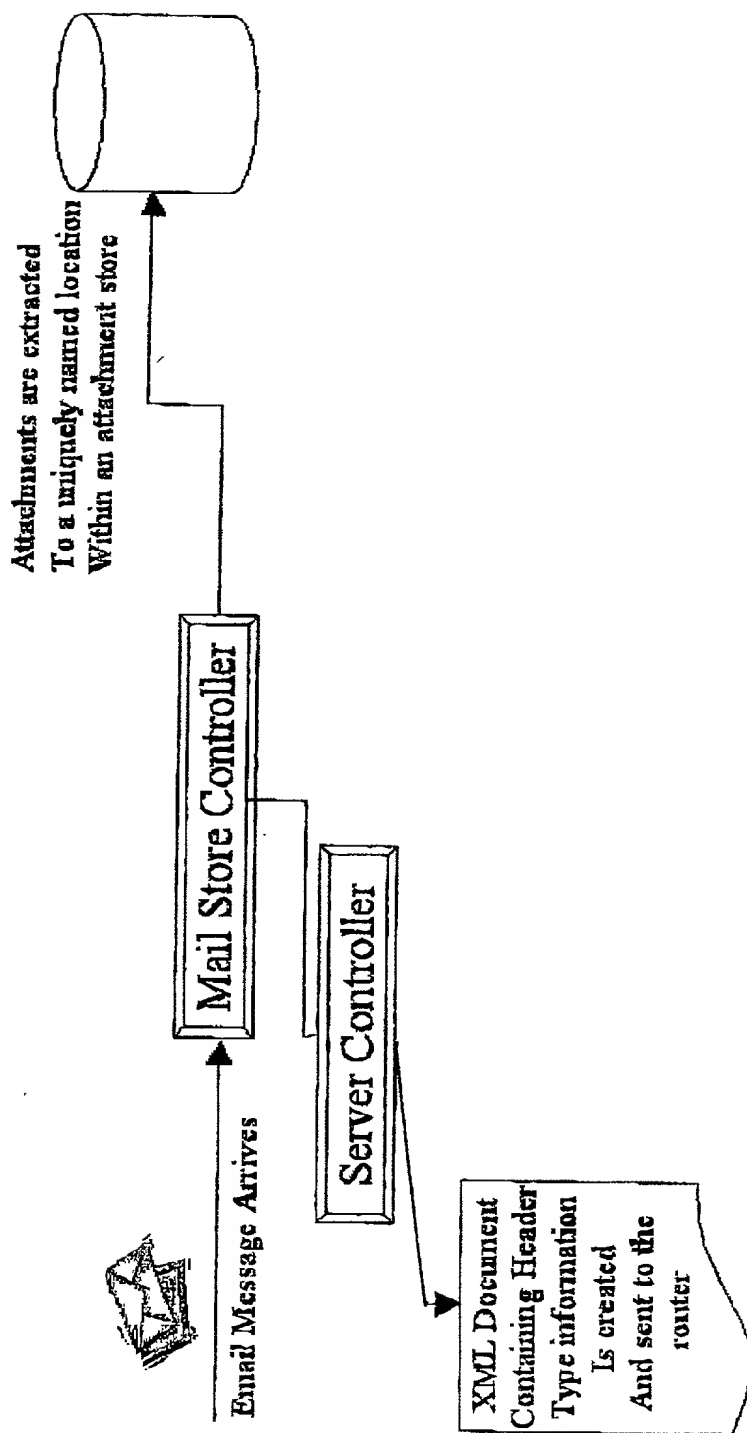 Attachments are extracted
To a uniquely named location
Within an attachment store
Mail Store Controller
Email Message Arrives
Server Controller
XML Document
Containing Header
Type information
Is created
And sent to the
router